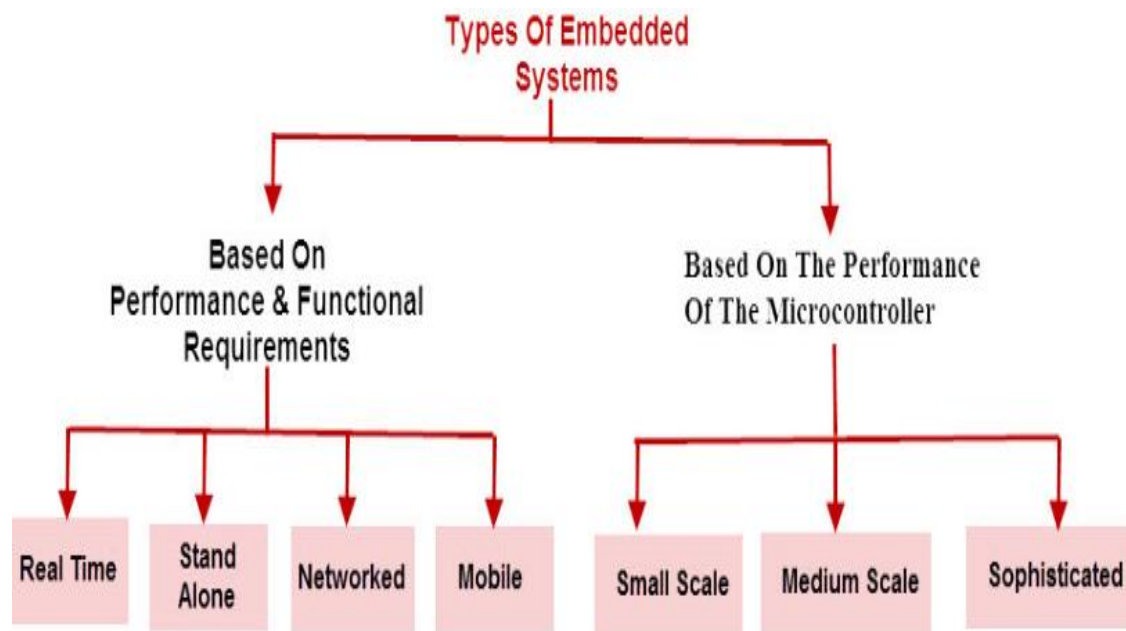 Types Of Embedded
Systems
Based On
Performance & Functional
Requirements
Based On The Performance
Of The Microcontroller
Real Time
Stand
Alone
Networked
Mobile
Small Scale
Medium Scale
Sophisticated